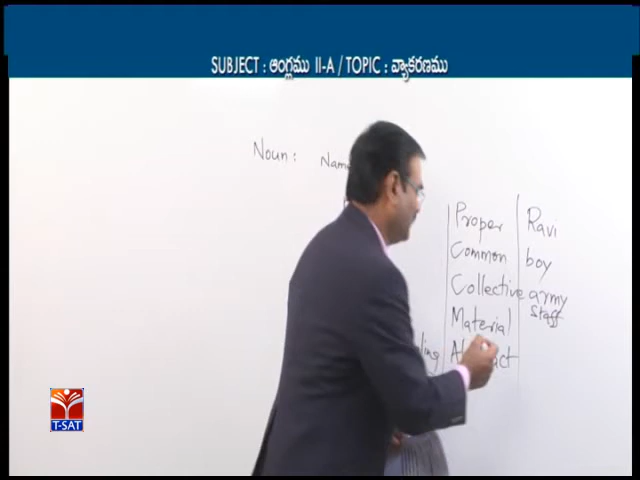 SUBJECT : ఆంగ్లము II-A / TOPIC : వ్యాకరణము
Noun :
Proper Ravi
Common boy
Collective army
Staff
Material
T-SAT